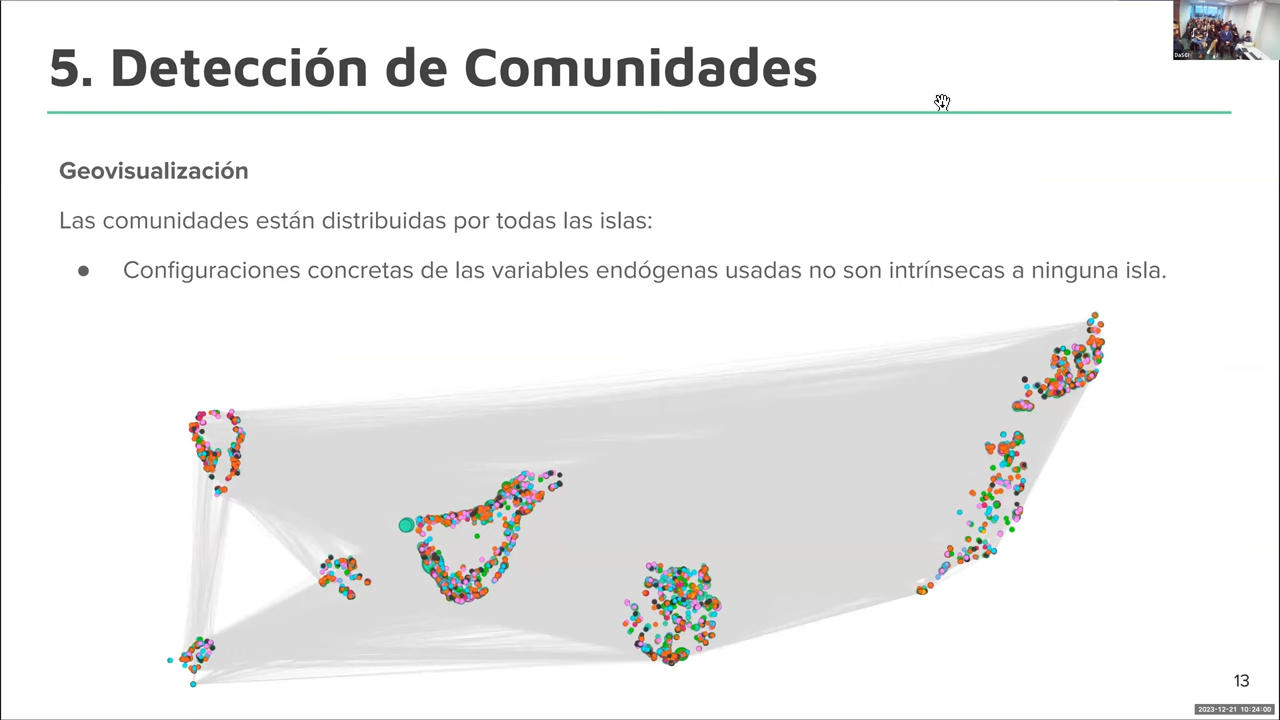 5. Detección de Comunidades
DaSCI
Geovisualización
Las comunidades están distribuidas por todas las islas:
● Configuraciones concretas de las variables endógenas usadas no son intrínsecas a ninguna isla.
13
2023-12-21 10:24:00